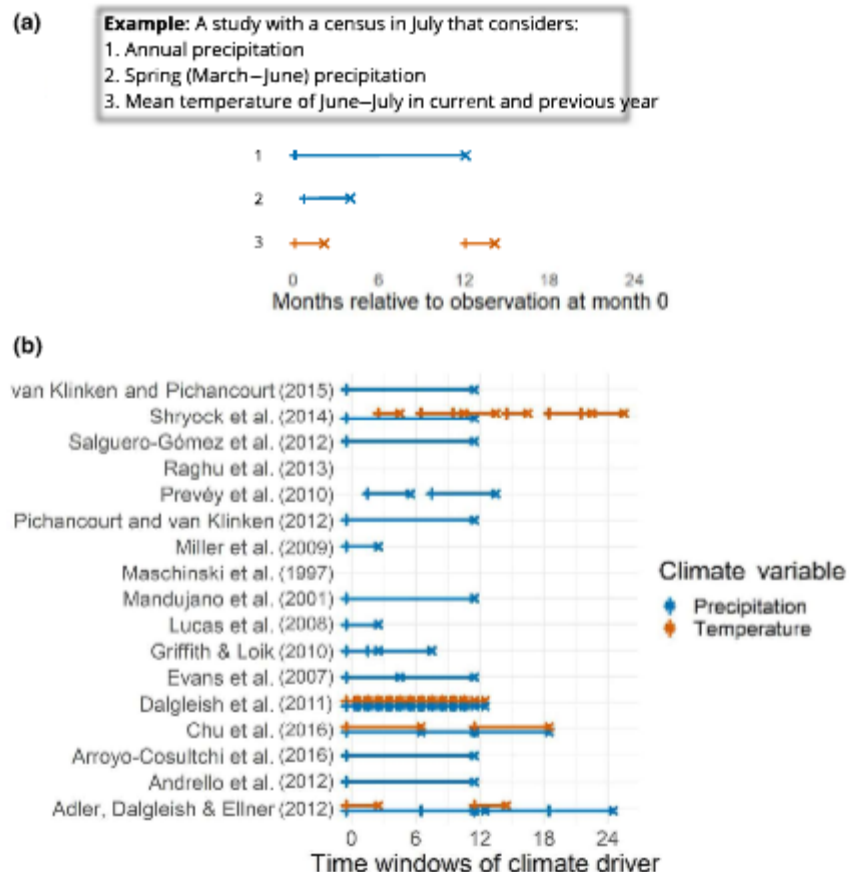 (a)
Example: A study with a census in July that considers:
1. Annual precipitation
2. Spring (March–June) precipitation
3. Mean temperature of June–July in current and previous year
1
2
3
0 6 12 18 24
Months relative to observation at month 0
(b)
van Klinken and Pichancourt (2015)
Shryock et al. (2014)
Salguero-Gómez et al. (2012)
Raghu et al. (2013)
Prevéy et al. (2010)
Pichancourt and van Klinken (2012)
Miller et al. (2009)
Maschinski et al. (1997)
Mandujano et al. (2001)
Lucas et al. (2008)
Griffith & Loik (2010)
Evans et al. (2007)
Dalgleish et al. (2011)
Chu et al. (2016)
Arroyo-Cosultchi et al. (2016)
Andrello et al. (2012)
Adler, Dalgleish & Ellner (2012)
0 6 12 18 24
Time windows of climate driver
Climate variable
Precipitation
Temperature